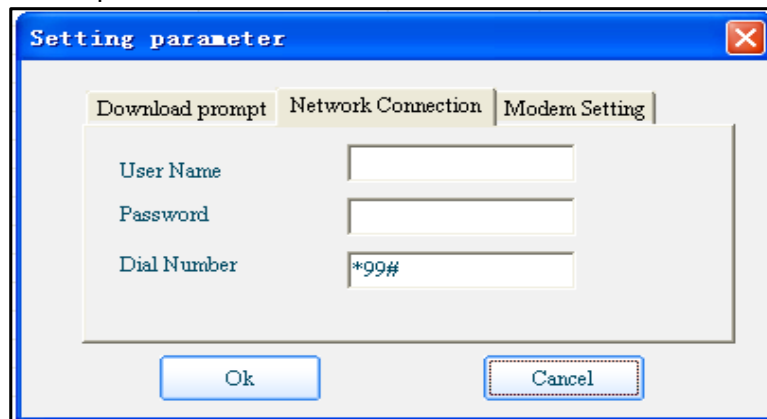 Setting parameter
Download prompt Network Connection Modem Setting
User Name
Password
Dial Number *99#
Ok Cancel